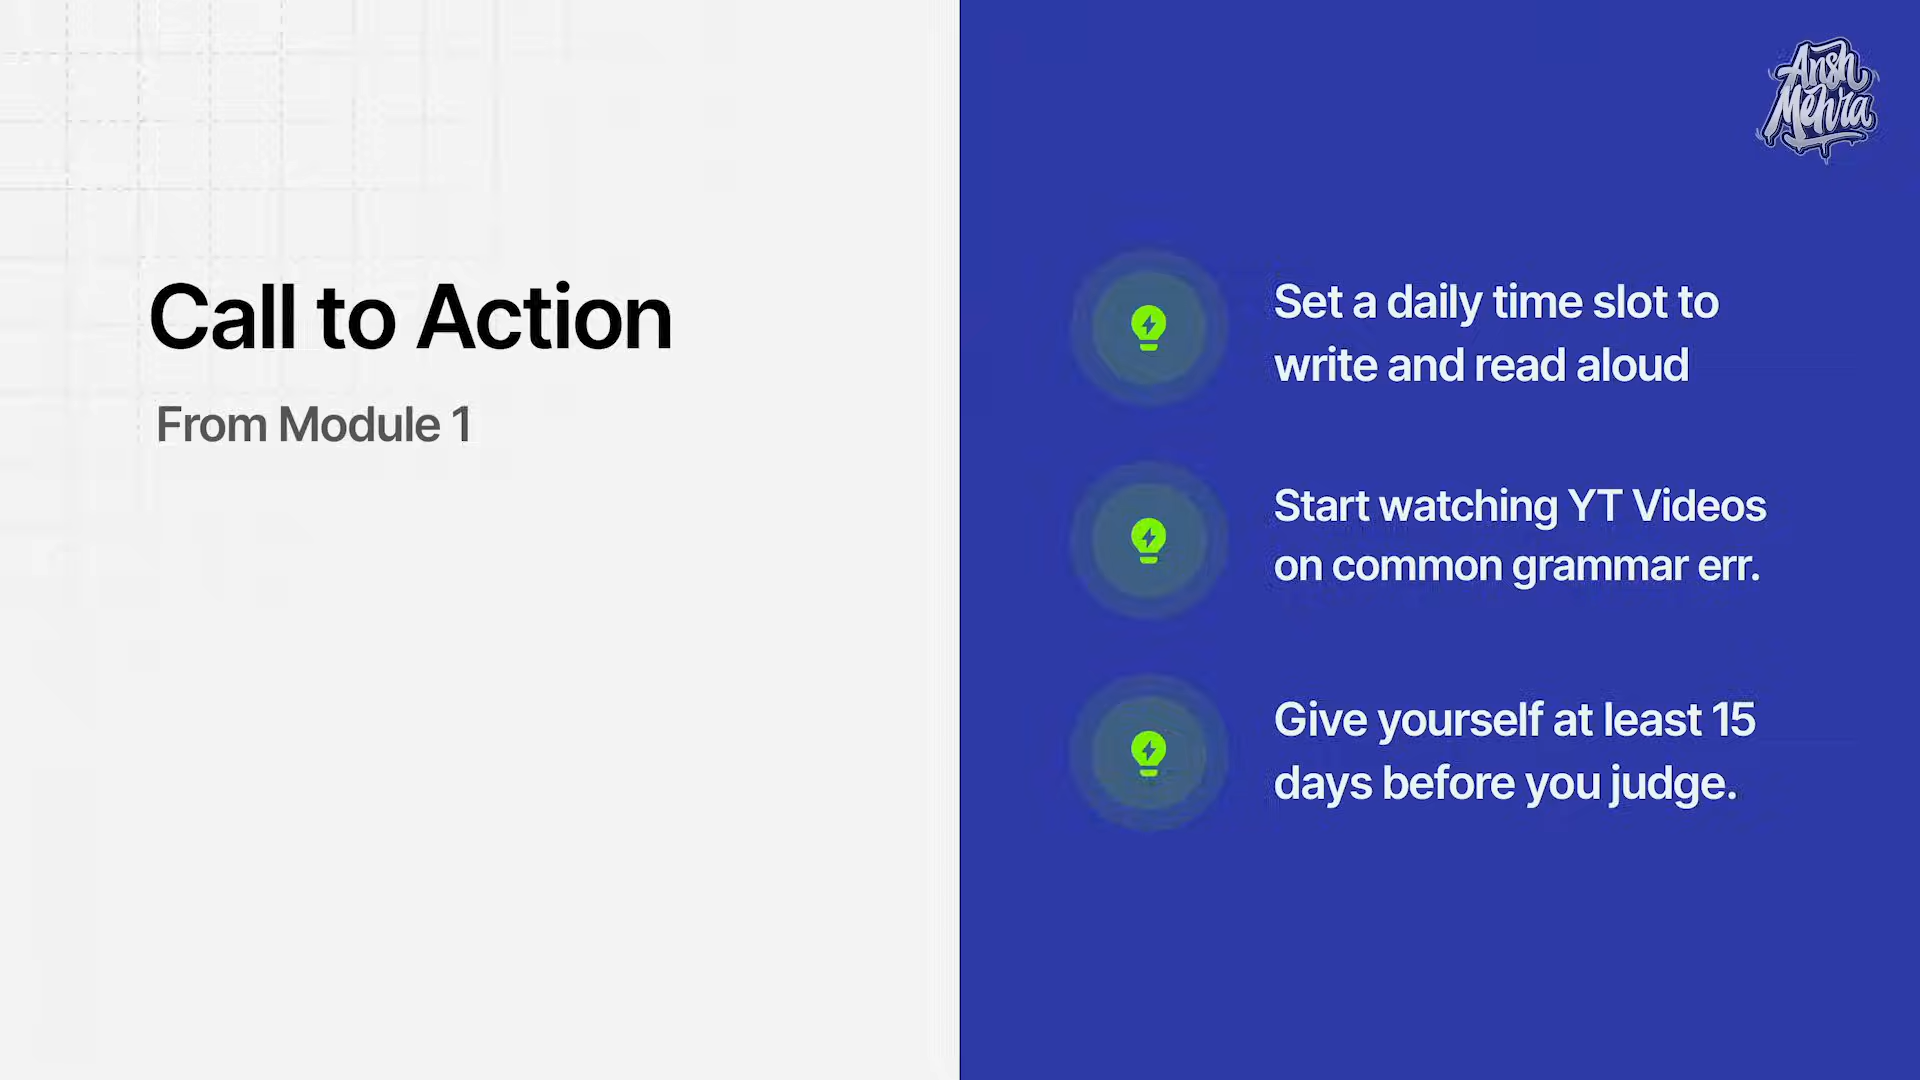 Ansh
Mehra
Call to Action
From Module 1
Set a daily time slot to
write and read aloud
Start watching YT Videos
on common grammar err.
Give yourself at least 15
days before you judge.